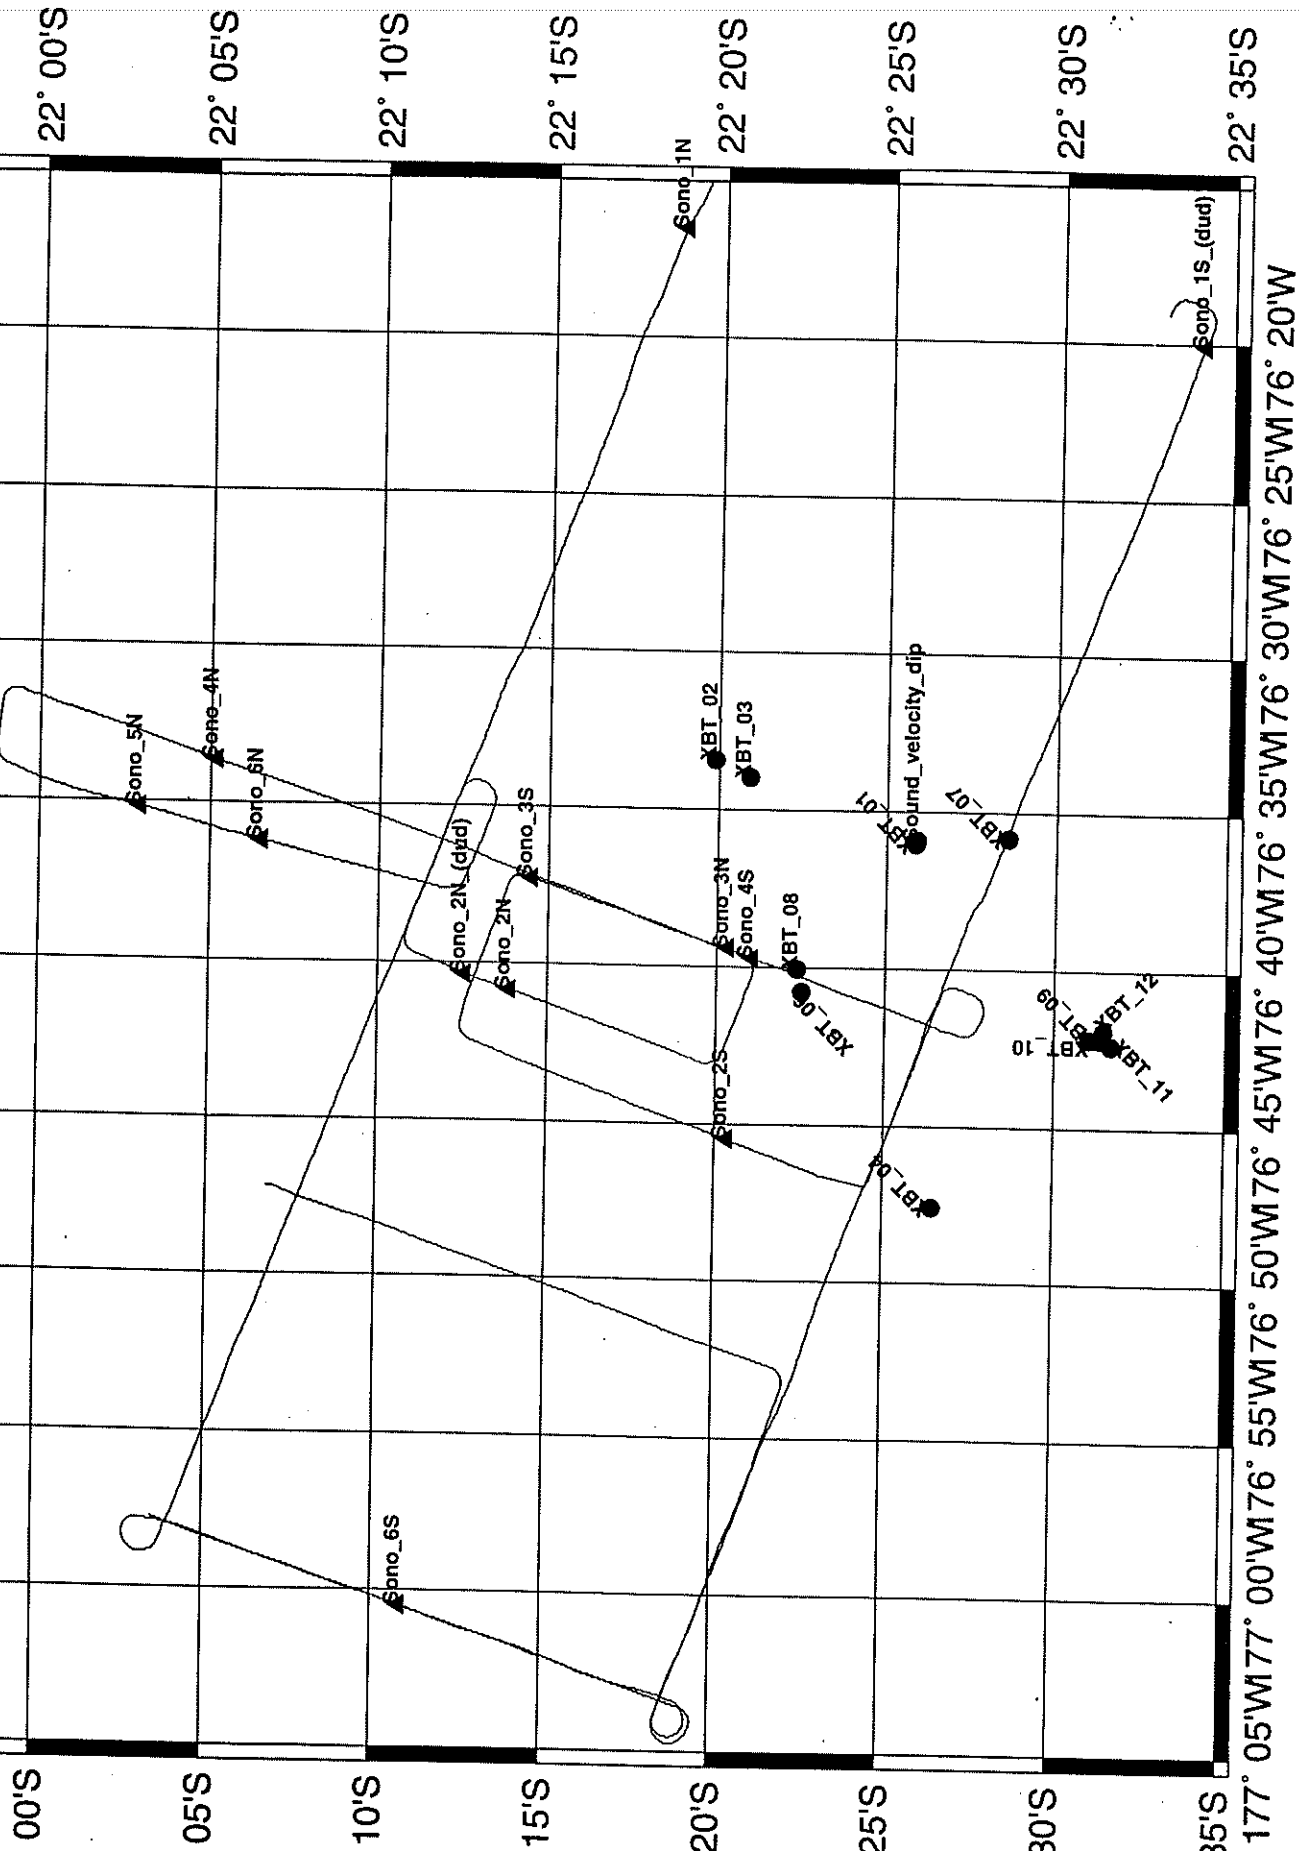 22° 00'S
22° 05'S
22° 10'S
22° 15'S
22° 20'S
22° 25'S
22° 30'S
22° 35'S
Sono_1N
Sono_1S_(dud)
Sono_4N
Sono_5N
Sono_6N
XBT_02
XBT_03
Sound_velocity_dip
XBT_01
XBT_07
Sono_3S
Sono_2N_(dud)
Sono_2N
Sono_3N
Sono_4S
XBT_08
XBT_06
XBT_09
XBT_12
XBT_10
XBT_11
Sono_2S
XBT_04
Sono_6S
177° 05'W
177° 00'W
176° 55'W
176° 50'W
176° 45'W
176° 40'W
176° 35'W
176° 30'W
176° 25'W
176° 20'W
00'S
05'S
10'S
15'S
20'S
25'S
30'S
35'S